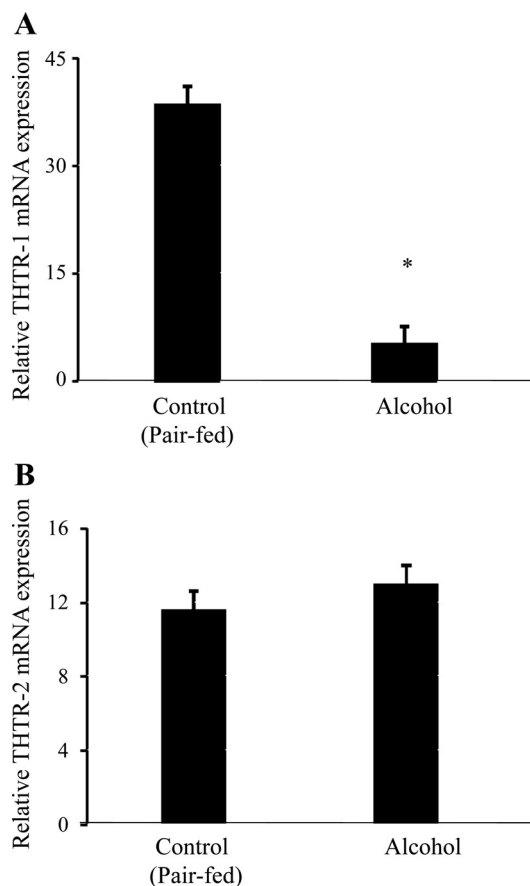 A
Relative THTR-1 mRNA expression
45
30
15
0
*
Control
(Pair-fed)
Alcohol
B
Relative THTR-2 mRNA expression
16
12
8
4
0
Control
(Pair-fed)
Alcohol